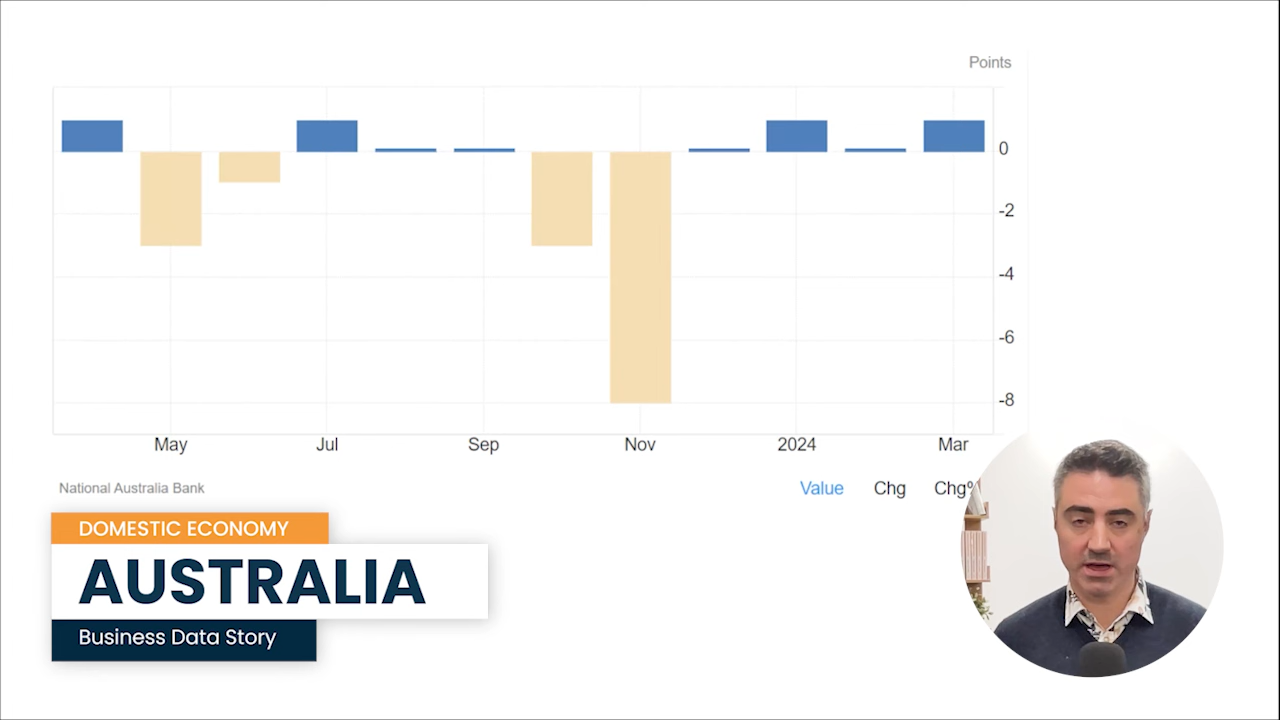 Points
0
-2
-4
-6
-8
May Jul Sep Nov 2024 Mar
National Australia Bank
Value Chg Chg%
DOMESTIC ECONOMY
AUSTRALIA
Business Data Story